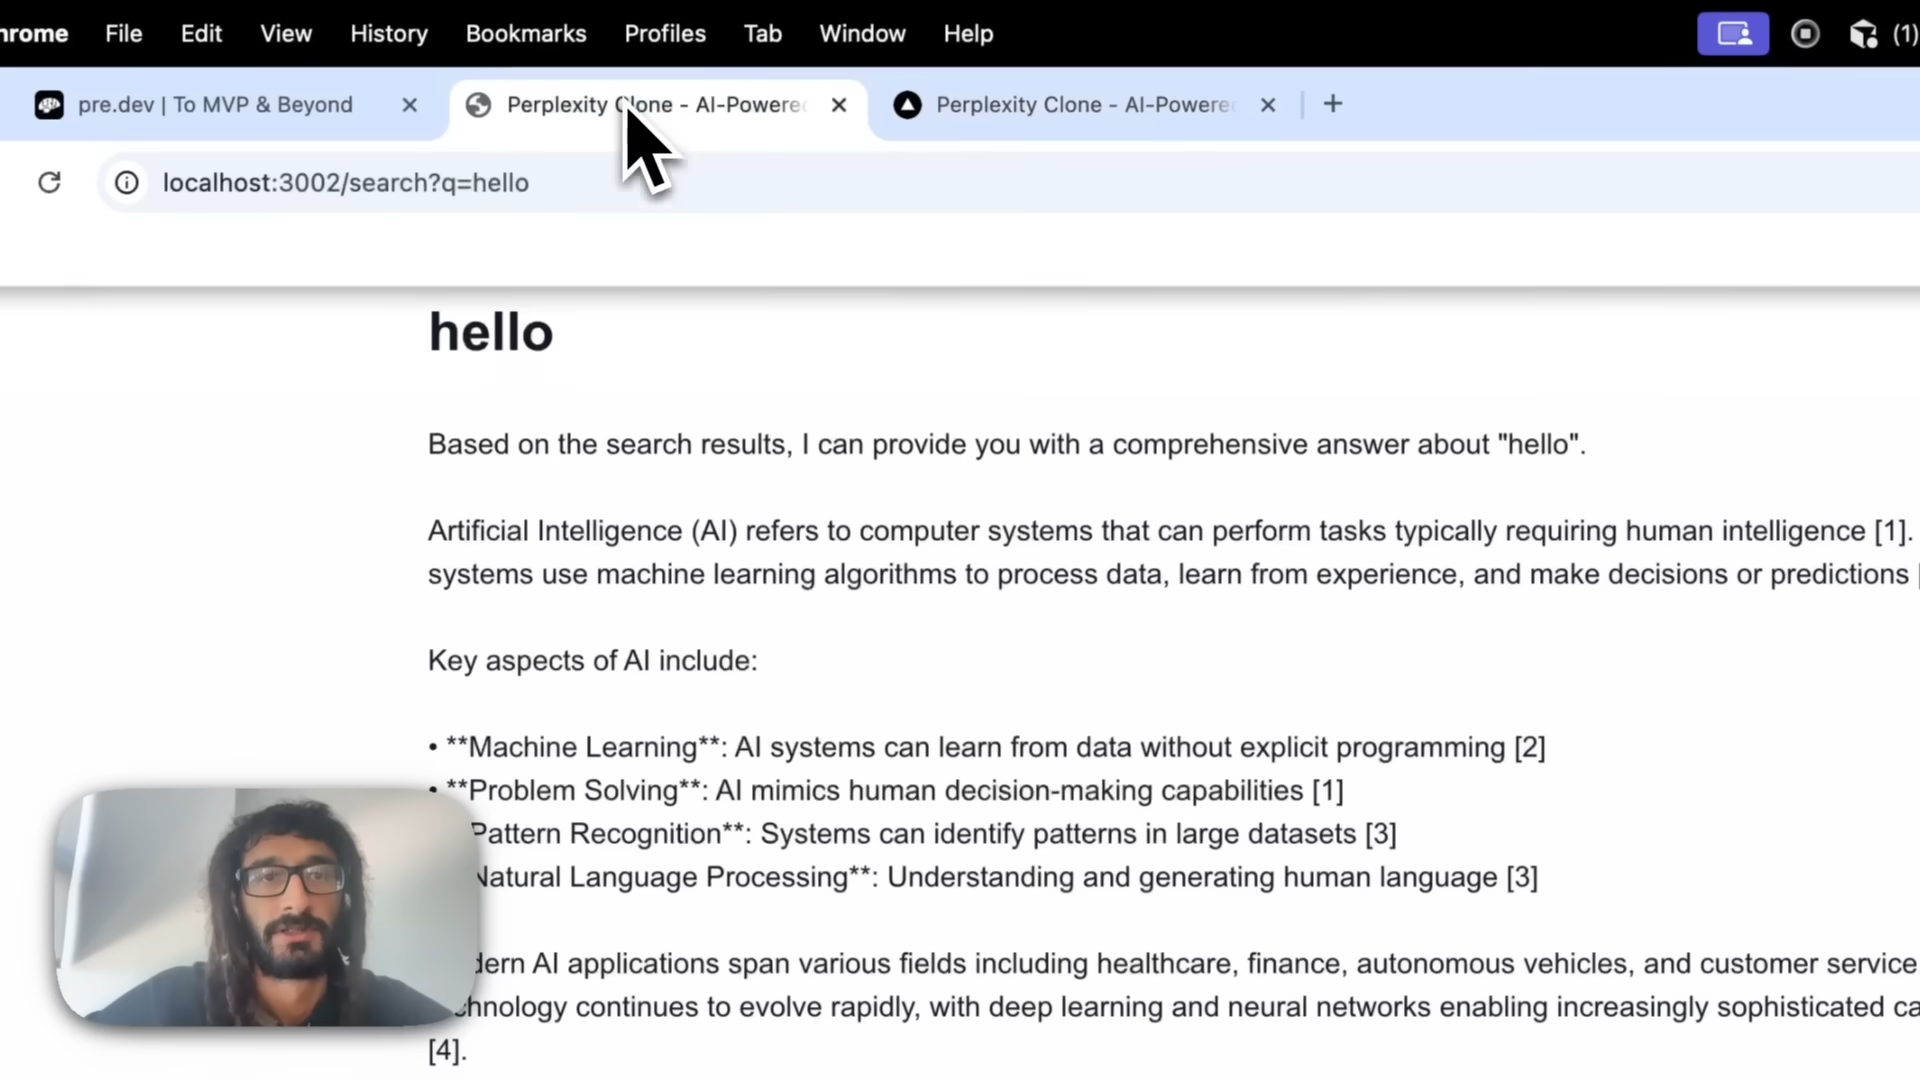 File Edit View History Bookmarks Profiles Tab Window Help (1)
pre.dev | To MVP & Beyond Perplexity Clone - AI-Powered Perplexity Clone - AI-Powere
localhost:3002/search?q=hello
hello
Based on the search results, I can provide you with a comprehensive answer about "hello".
Artificial Intelligence (AI) refers to computer systems that can perform tasks typically requiring human intelligence [1].
systems use machine learning algorithms to process data, learn from experience, and make decisions or predictions
Key aspects of AI include:
• **Machine Learning**: AI systems can learn from data without explicit programming [2]
• **Problem Solving**: AI mimics human decision-making capabilities [1]
Pattern Recognition**: Systems can identify patterns in large datasets [3]
Natural Language Processing**: Understanding and generating human language [3]
dern AI applications span various fields including healthcare, finance, autonomous vehicles, and customer service
chnology continues to evolve rapidly, with deep learning and neural networks enabling increasingly sophisticated ca
[4].